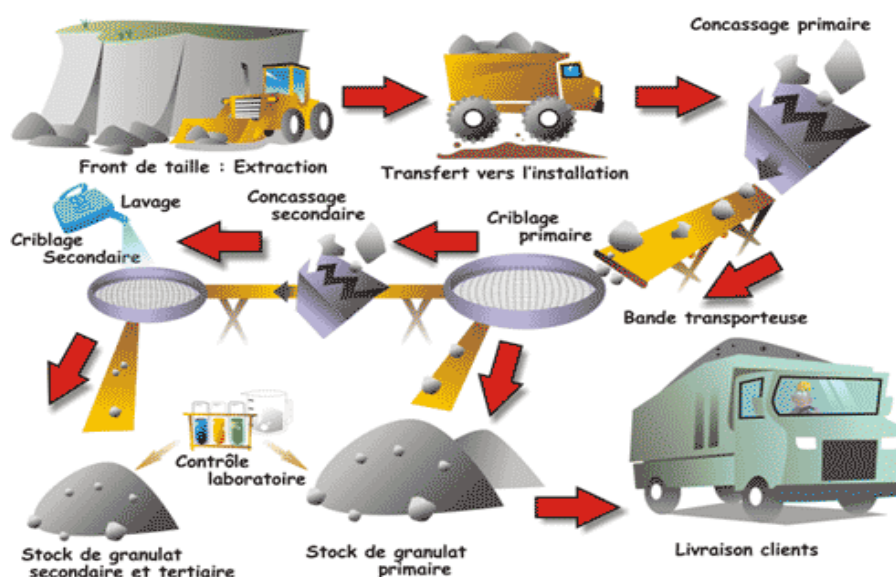 Concassage primaire
Front de taille : Extraction
Transfert vers l'installation
Lavage
Criblage
Secondaire
Concassage
secondaire
Criblage
primaire
Bande transporteuse
Contrôle
laboratoire
Stock de granulat
secondaire et tertiaire
Stock de granulat
primaire
Livraison clients